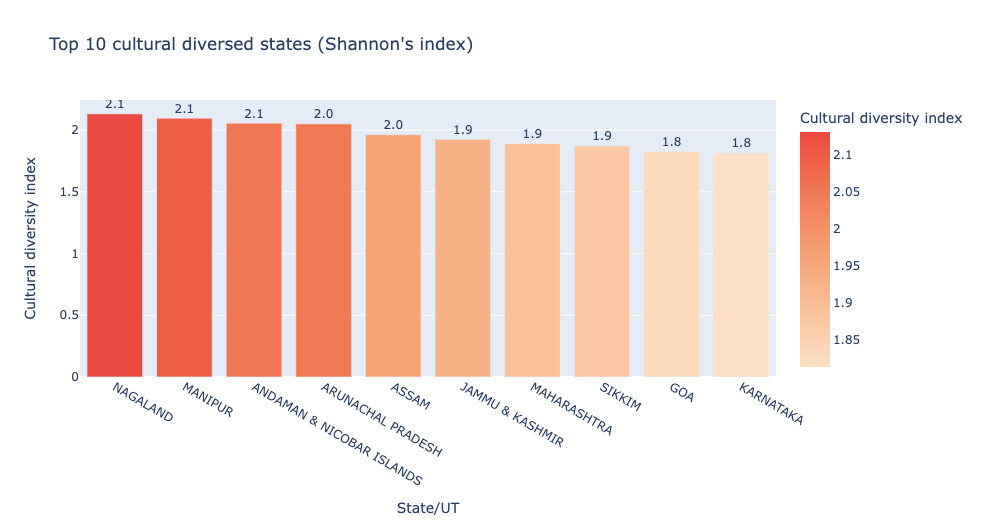 Top 10 cultural diversed states (Shannon's index)
Cultural diversity index
2.1
2.1
2.1
2.0
2.0
1.9
1.9
1.9
1.8
1.8
2
1.5
1
0.5
0
Cultural diversity index
NAGALAND
MANIPUR
ANDAMAN & NICOBAR ISLANDS
ARUNACHAL PRADESH
ASSAM
JAMMU & KASHMIR
MAHARASHTRA
SIKKIM
GOA
KARNATAKA
State/UT
2.1
2.05
2
1.95
1.9
1.85